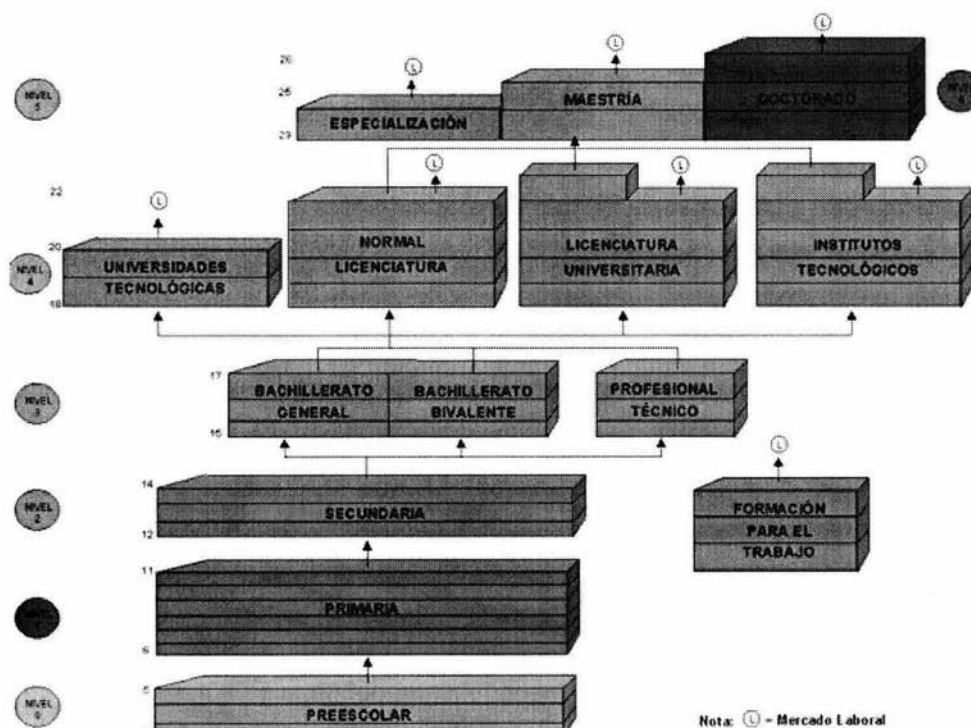 L
L
L
26
NIVEL
5
25
MAESTRÍA
DOCTORADO
ESPECIALIZACIÓN
29
L
L
L
22
L
20
NORMAL
LICENCIATURA
INSTITUTOS
NIVEL
4
UNIVERSIDADES
TECNOLÓGICAS
LICENCIATURA
UNIVERSITARIA
TECNOLÓGICOS
18
17
BACHILLERATO
GENERAL
BACHILLERATO
BIVALENTE
PROFESIONAL
TÉCNICO
NIVEL
3
15
L
14
NIVEL
2
SECUNDARIA
12
FORMACIÓN
PARA EL
TRABAJO
11
PRIMARIA
6
5
NIVEL
0
PREESCOLAR
Nota: L = Mercado Laboral